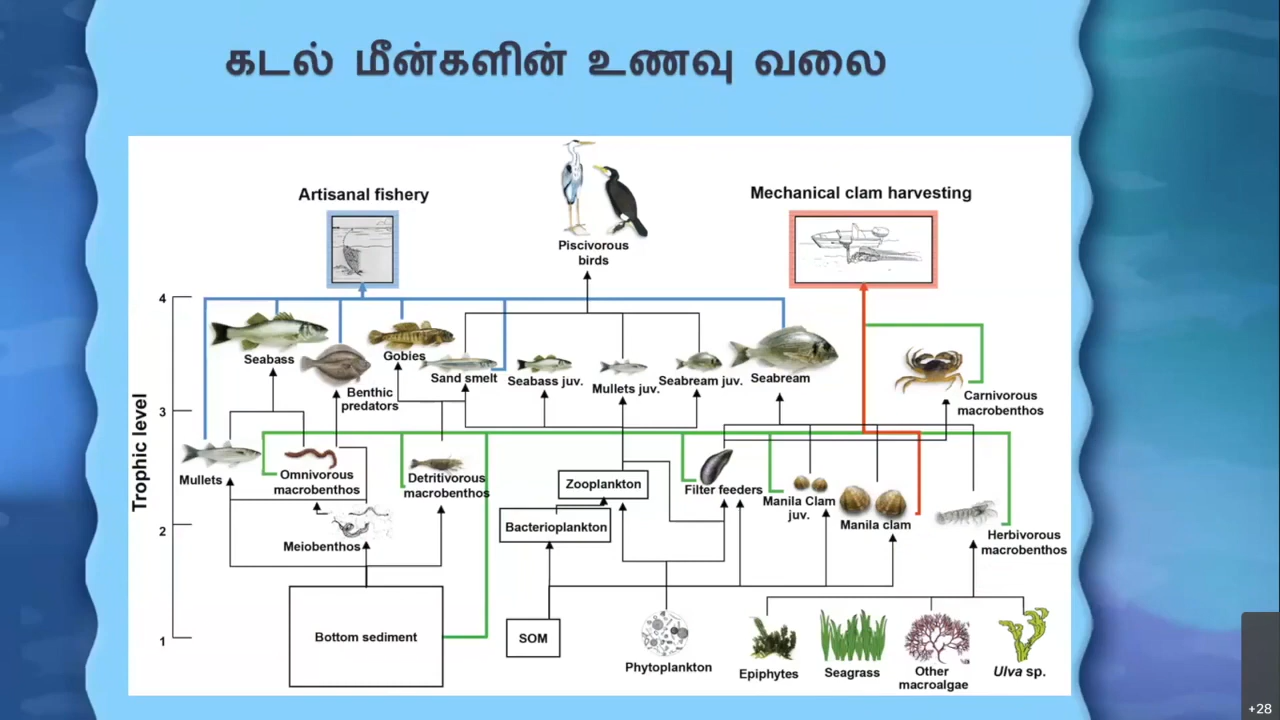 கடல் மீன்களின் உணவு வலை
Artisanal fishery
Mechanical clam harvesting
Piscivorous
birds
4
Seabass
Gobies
Sand smelt
Seabass juv.
Mullets juv.
Seabream juv.
Seabream
Benthic
predators
Carnivorous
macrobenthos
3
Trophic level
Mullets
Omnivorous
macrobenthos
Detritivorous
macrobenthos
Zooplankton
Filter feeders
Manila Clam
juv.
Manila clam
Bacterioplankton
2
Meiobenthos
Herbivorous
macrobenthos
1
Bottom sediment
SOM
Phytoplankton
Epiphytes
Seagrass
Other
macroalgae
Ulva sp.
+28